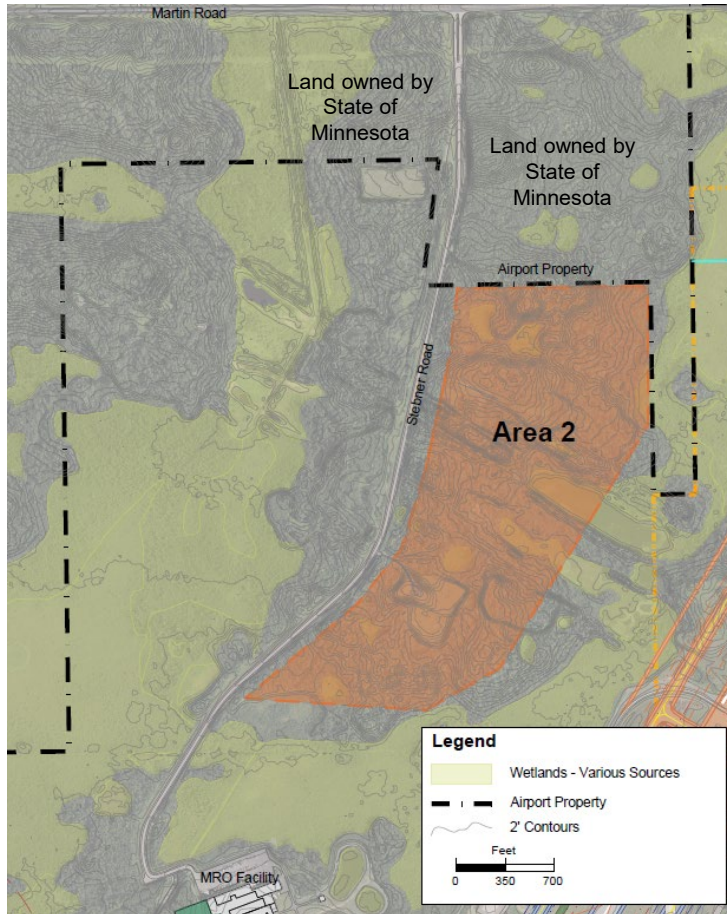 Martin Road
Land owned by
State of
Minnesota
Land owned by
State of
Minnesota
Airport Property
Stebner Road
Area 2
Legend
Wetlands - Various Sources
Airport Property
2' Contours
Feet
0 350 700
MRO Facility